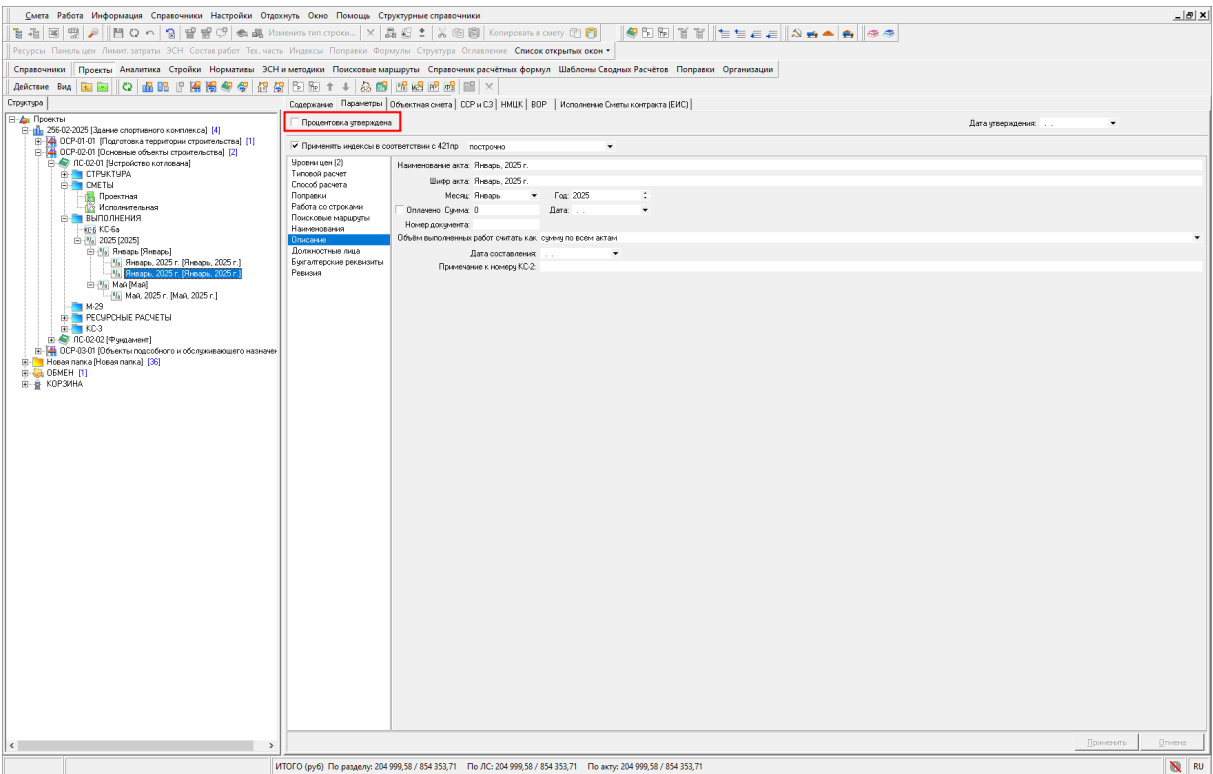 Смета Работа Информация Справочники Настройки Отдохнуть Окно Помощь Структурные справочники
Изменить тип строки... Копировать в смету
Ресурсы Панель цен Лимит. затраты ЭСН Состав работ Тех. часть Индексы Поправки Формулы Структура Оглавление Список открытых окон
Справочники Проекты Аналитика Стройки Нормативы ЭСН и методики Поисковые маршруты Справочник расчётных формул Шаблоны Сводных Расчётов Поправки Организации
Действие Вид
Структура
Проекты
256-02-2025 [Здание спортивного комплекса] [4]
ОСР-01-01 [Подготовка территории строительства] [1]
ОСР-02-01 [Основные объекты строительства] [2]
ЛС-02-01 [Устройство котлована]
СТРУКТУРА
СМЕТЫ
Проектная
Исполнительная
ВЫПОЛНЕНИЯ
КС-6 КС-6а
2025 [2025]
Январь [Январь]
Январь, 2025 г. [Январь, 2025 г.]
Январь, 2025 г. [Январь, 2025 г.]
Май [Май]
Май, 2025 г. [Май, 2025 г.]
М-29
РЕСУРСНЫЕ РАСЧЕТЫ
КС-3
ЛС-02-02 [Фундамент]
ОСР-03-01 [Объекты подсобного и обслуживающего назначен
Новая папка [Новая папка] [36]
ОБМЕН [1]
КОРЗИНА
Содержание Параметры Объектная смета ССР и СЗ НМЦК ВОР Исполнение Сметы контракта (ЕИС)
Процентовка утверждена
Дата утверждения: . .
Применять индексы в соответствии с 421пр построчно
Уровни цен (2)
Типовой расчет
Способ расчета
Поправки
Работа со строками
Поисковые маршруты
Наименования
Описание
Должностные лица
Бухгалтерские реквизиты
Ревизия
Наименование акта: Январь, 2025 г.
Шифр акта: Январь, 2025 г.
Месяц: Январь Год: 2025
Оплачено Сумма: 0 Дата: . .
Номер документа:
Объём выполненных работ считать как: сумму по всем актам
Дата составления: . .
Примечание к номеру КС-2:
Применить Отмена
ИТОГО (руб) По разделу: 204 999,58 / 854 353,71 По ЛС: 204 999,58 / 854 353,71 По акту: 204 999,58 / 854 353,71
RU